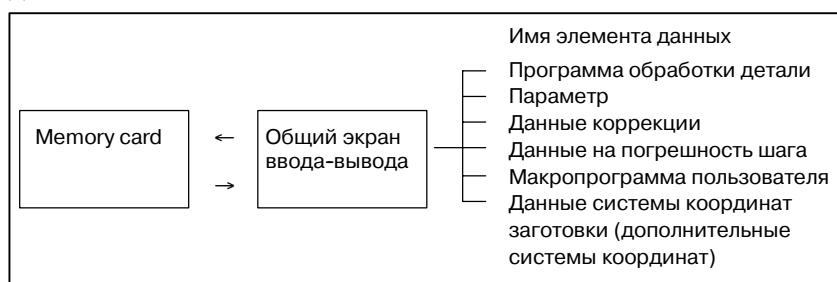 Имя элемента данных
Программа обработки детали
Параметр
Memory card
←
Общий экран
ввода-вывода
→
Данные коррекции
Данные на погрешность шага
Макропрограмма пользователя
Данные системы координат
заготовки (дополнительные
системы координат)